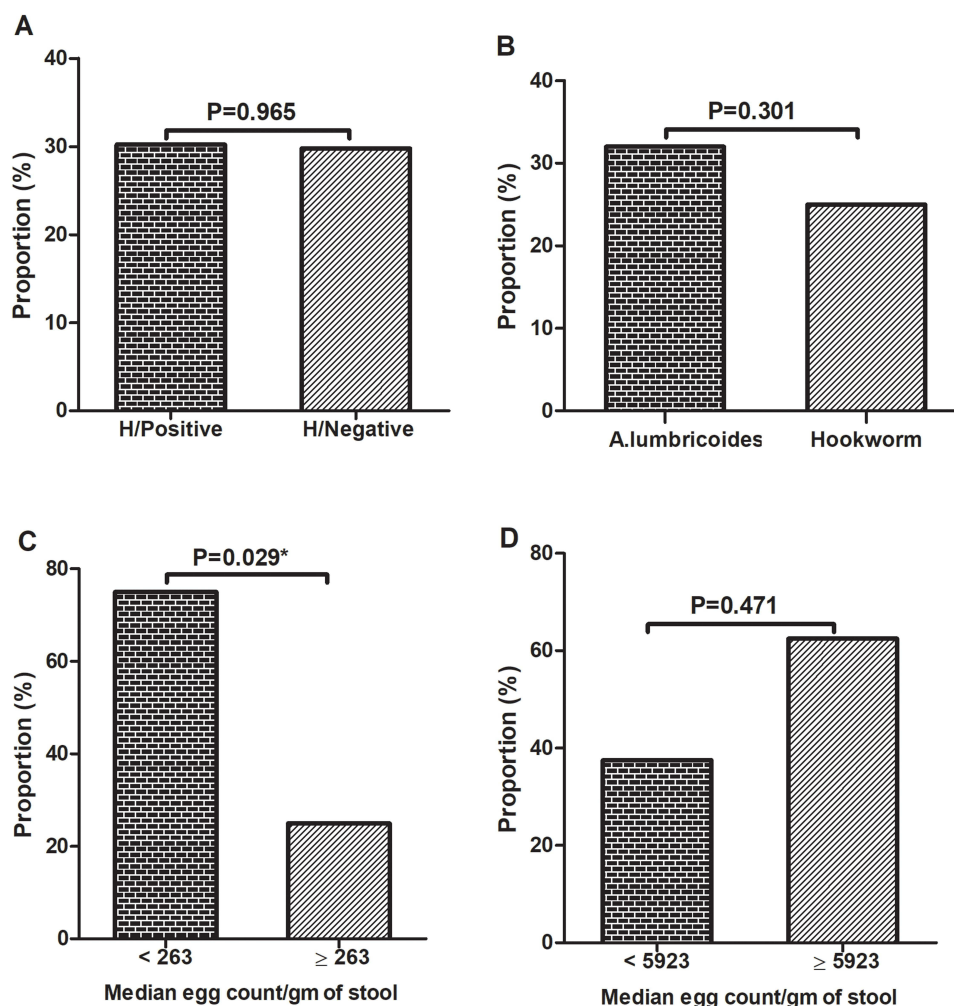 A
40
30
20
10
0
Proportion (%)
P=0.965
H/Positive
H/Negative
B
40
30
20
10
0
Proportion (%)
P=0.301
A.lumbricoides
Hookworm
C
80
60
40
20
0
Proportion (%)
P=0.029*
< 263
≥ 263
Median egg count/gm of stool
D
80
60
40
20
0
Proportion (%)
P=0.471
< 5923
≥ 5923
Median egg count/gm of stool